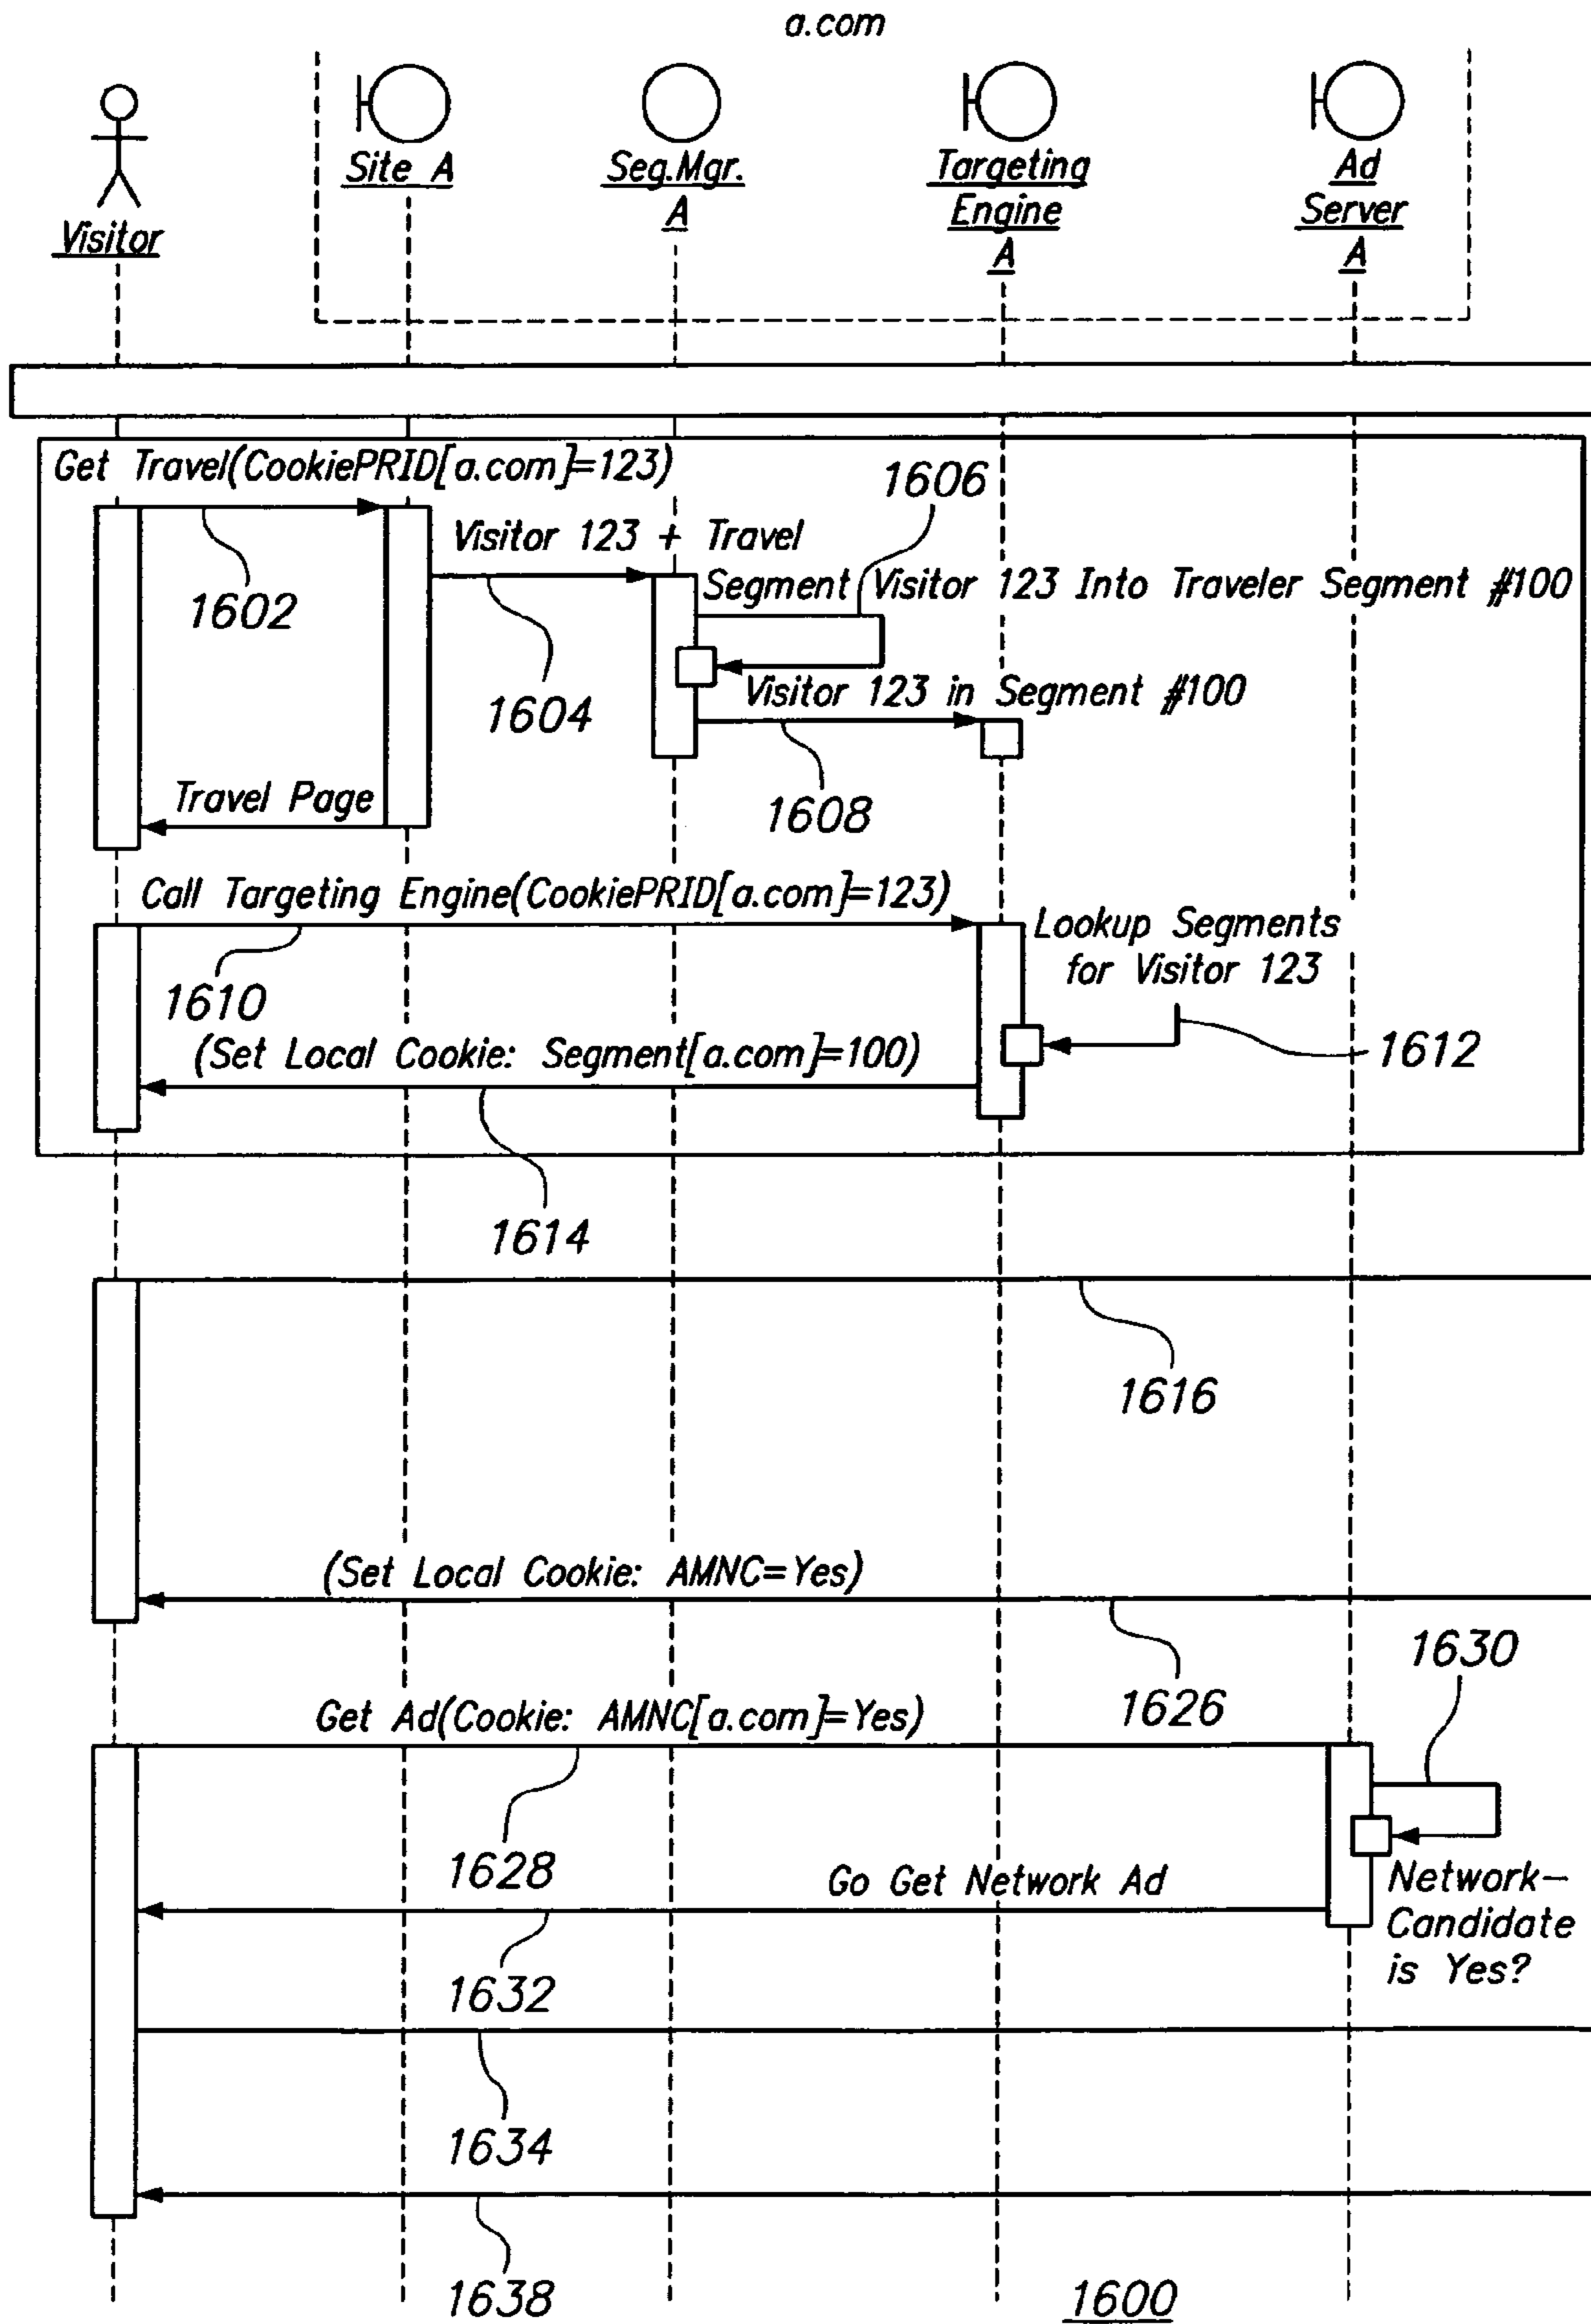 a.com
Visitor
Site A
Seg.Mgr.
A
Targeting
Engine
A
Ad
Server
A
Get Travel(CookiePRID[a.com]=123)
1602
Visitor 123 + Travel
1604
1606
Segment Visitor 123 Into Traveler Segment #100
Visitor 123 in Segment #100
1608
Travel Page
Call Targeting Engine(CookiePRID[a.com]=123)
1610
Lookup Segments
for Visitor 123
1612
(Set Local Cookie: Segment[a.com]=100)
1614
1616
(Set Local Cookie: AMNC=Yes)
1626
1630
Get Ad(Cookie: AMNC[a.com]=Yes)
1628
Go Get Network Ad
Network-
Candidate
is Yes?
1632
1634
1638
1600